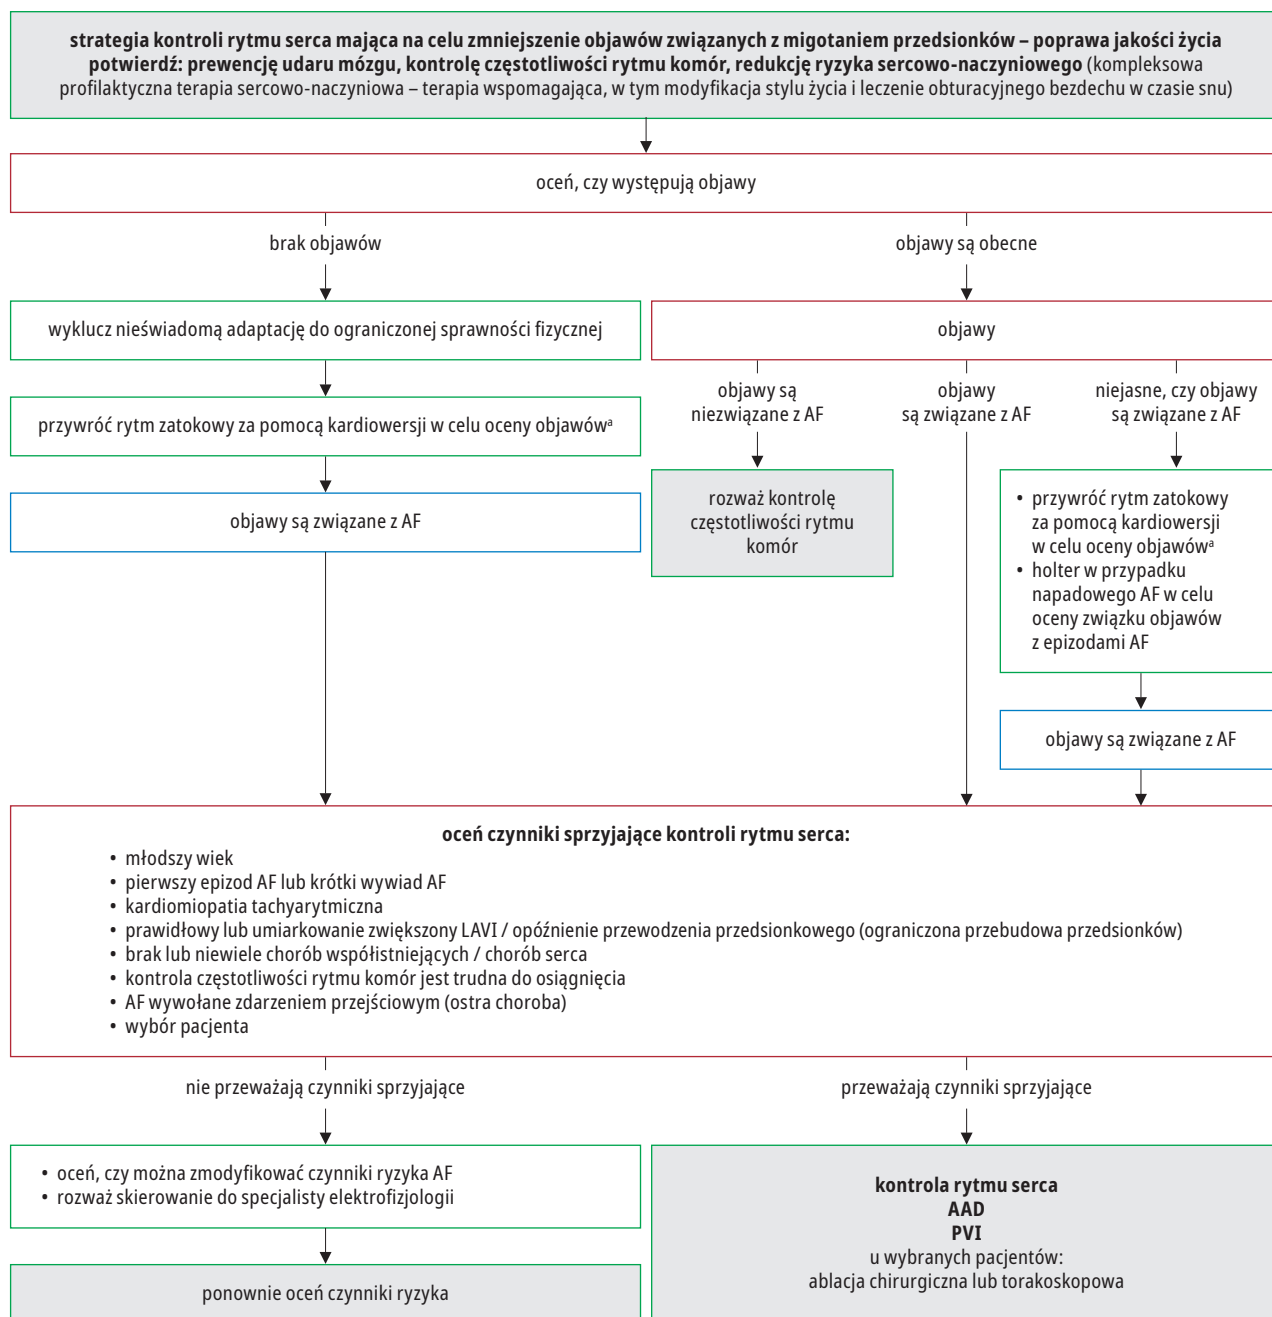 strategia kontroli rytmu serca mająca na celu zmniejszenie objawów związanych z migotaniem przedsionków – poprawa jakości życia
potwierdź: prewencję udaru mózgu, kontrolę częstotliwości rytmu komór, redukcję ryzyka sercowo-naczyniowego (kompleksowa
profilaktyczna terapia sercowo-naczyniowa – terapia wspomagająca, w tym modyfikacja stylu życia i leczenie obturacyjnego bezdechu w czasie snu)
oceń, czy występują objawy
brak objawów
objawy są obecne
wyklucz nieświadomą adaptację do ograniczonej sprawności fizycznej
objawy
przywróć rytm zatokowy za pomocą kardiowersji w celu oceny objawówᵃ
objawy są związane z AF
objawy są
niezwiązane z AF
objawy
są związane z AF
niejasne, czy objawy
są związane z AF
rozważ kontrolę
częstotliwości rytmu
komór
• przywróć rytm zatokowy
za pomocą kardiowersji
w celu oceny objawówᵃ
• holter w przypadku
napadowego AF w celu
oceny związku objawów
z epizodami AF
objawy są związane z AF
oceń czynniki sprzyjające kontroli rytmu serca:
• młodszy wiek
• pierwszy epizod AF lub krótki wywiad AF
• kardiomiopatia tachyarytmiczna
• prawidłowy lub umiarkowanie zwiększony LAVI / opóźnienie przewodzenia przedsionkowego (ograniczona przebudowa przedsionków)
• brak lub niewiele chorób współistniejących / chorób serca
• kontrola częstotliwości rytmu komór jest trudna do osiągnięcia
• AF wywołane zdarzeniem przejściowym (ostra choroba)
• wybór pacjenta
nie przeważają czynniki sprzyjające
przeważają czynniki sprzyjające
• oceń, czy można zmodyfikować czynniki ryzyka AF
• rozważ skierowanie do specjalisty elektrofizjologii
ponownie oceń czynniki ryzyka
kontrola rytmu serca
AAD
PVI
u wybranych pacjentów:
ablacja chirurgiczna lub torakoskopowa